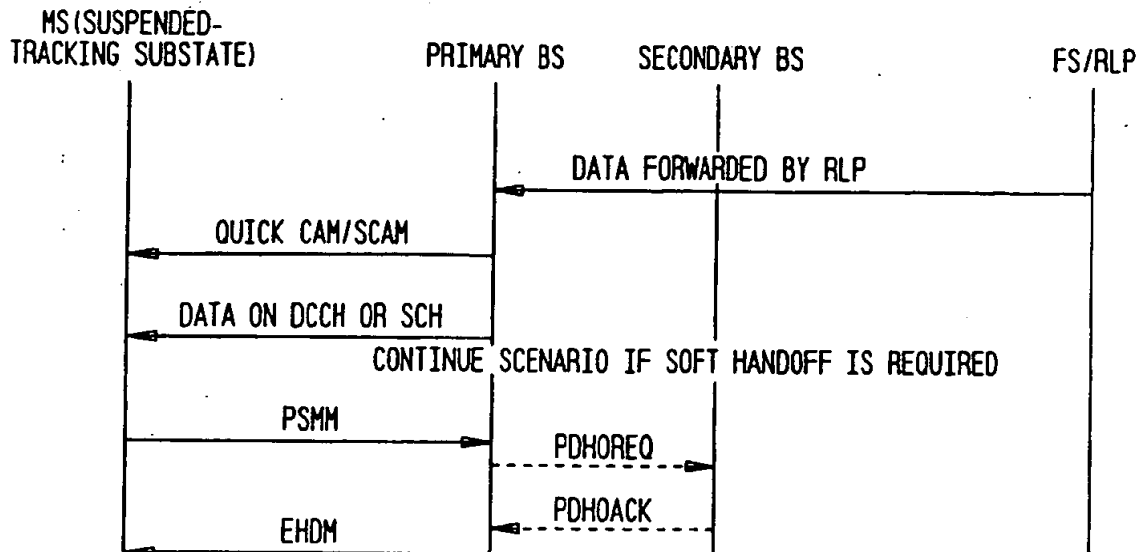 MS(SUSPENDED-
TRACKING SUBSTATE)
PRIMARY BS
SECONDARY BS
FS/RLP
DATA FORWARDED BY RLP
QUICK CAM/SCAM
DATA ON DCCH OR SCH
CONTINUE SCENARIO IF SOFT HANDOFF IS REQUIRED
PSMM
PDHOREQ
PDHOACK
EHDM